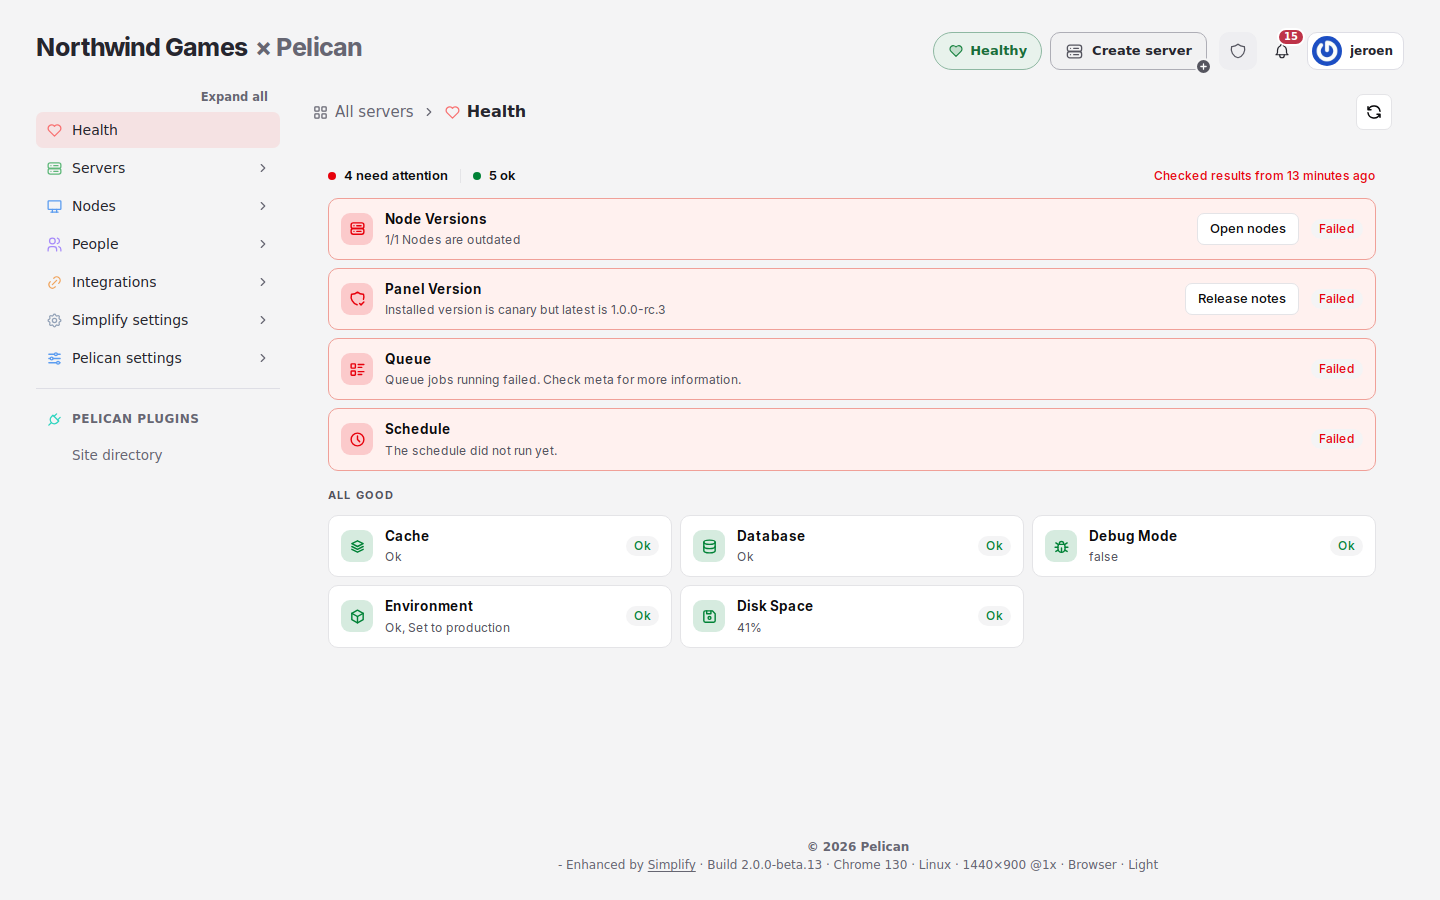 Northwind Games × Pelican
Healthy
Create server
15
jeroen
Expand all
Health
Servers
Nodes
People
Integrations
Simplify settings
Pelican settings
PELICAN PLUGINS
Site directory
All servers
Health
4 need attention
5 ok
Checked results from 13 minutes ago
Node Versions
1/1 Nodes are outdated
Open nodes
Failed
Panel Version
Installed version is canary but latest is 1.0.0-rc.3
Release notes
Failed
Queue
Queue jobs running failed. Check meta for more information.
Failed
Schedule
The schedule did not run yet.
Failed
ALL GOOD
Cache
Ok
Ok
Database
Ok
Ok
Debug Mode
false
Ok
Environment
Ok, Set to production
Ok
Disk Space
41%
Ok
© 2026 Pelican
- Enhanced by Simplify · Build 2.0.0-beta.13 · Chrome 130 · Linux · 1440×900 @1x · Browser · Light